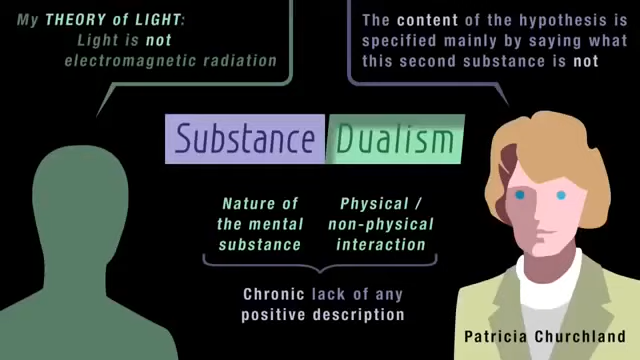 My THEORY of LIGHT:
Light is not
electromagnetic radiation
The content of the hypothesis is
specified mainly by saying what
this second substance is not
Substance Dualism
Nature of
the mental
substance
Physical /
non-physical
interaction
Chronic lack of any
positive description
Patricia Churchland